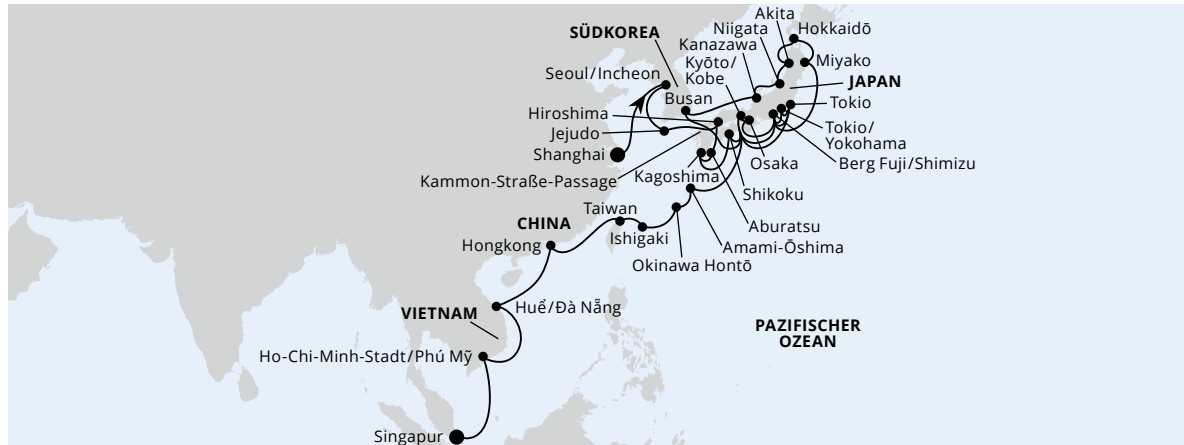 Akita
Hokkaidō
Niigata
SÜDKOREA
Kanazawa
Kyōto/
Kobe
Miyako
Seoul/Incheon
JAPAN
Busan
Tokio
Hiroshima
Jejudo
Tokio/
Yokohama
Shanghai
Osaka
Berg Fuji/Shimizu
Kagoshima
Kammon-Straße-Passage
Shikoku
Taiwan
CHINA
Aburatsu
Ishigaki
Amami-Ōshima
Hongkong
Okinawa Hontō
Huế/Đà Nẵng
VIETNAM
PAZIFISCHER
OZEAN
Ho-Chi-Minh-Stadt/Phú Mỹ
Singapur